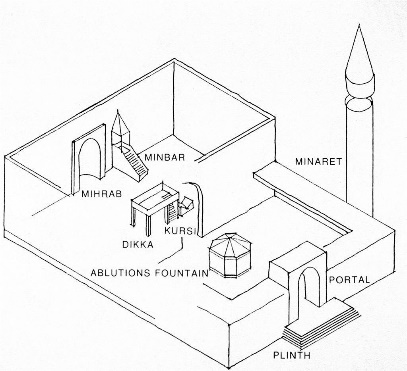 MINBAR
MINARET
MIHRAB
KURSI
DIKKA
ABLUTIONS FOUNTAIN
PORTAL
PLINTH